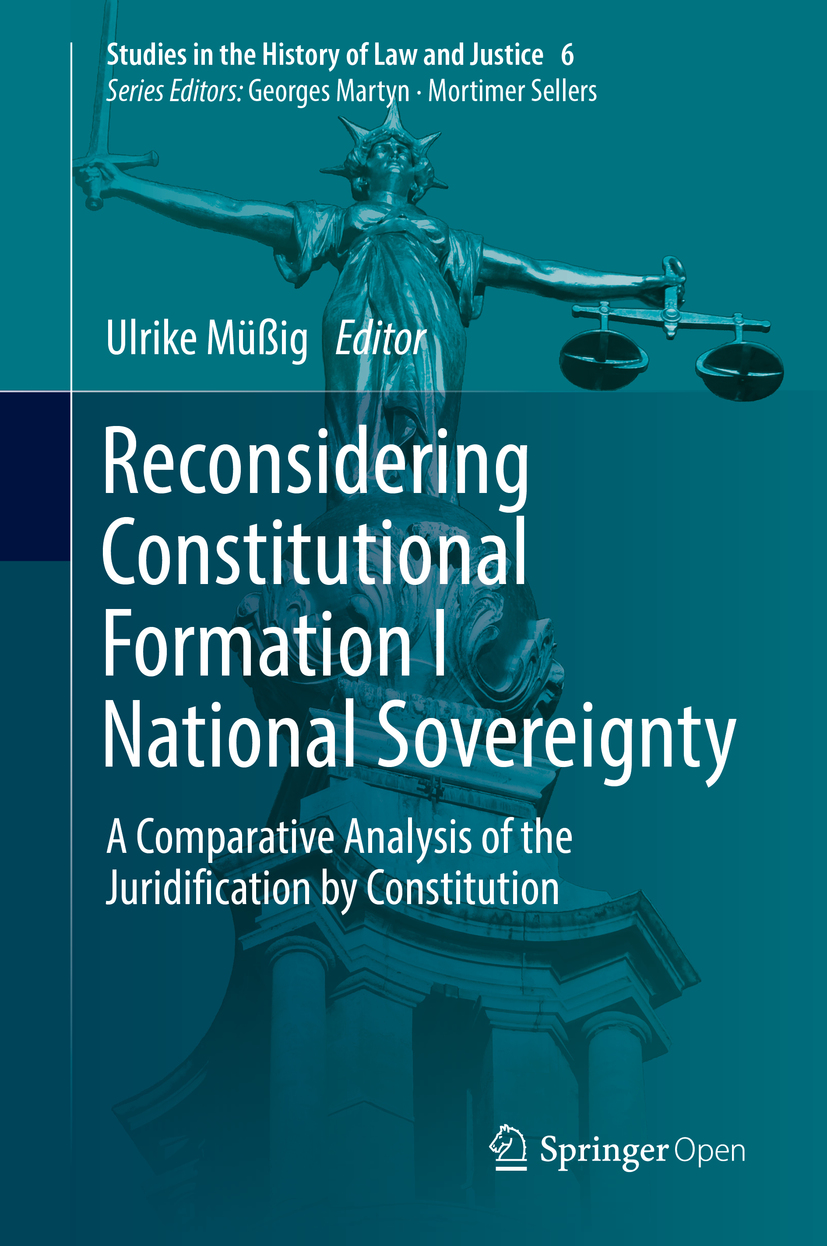 Studies in the History of Law and Justice 6
Series Editors: Georges Martyn · Mortimer Sellers
Ulrike Müßig Editor
Reconsidering
Constitutional
Formation I
National Sovereignty
A Comparative Analysis of the
Juridification by Constitution
Springer Open